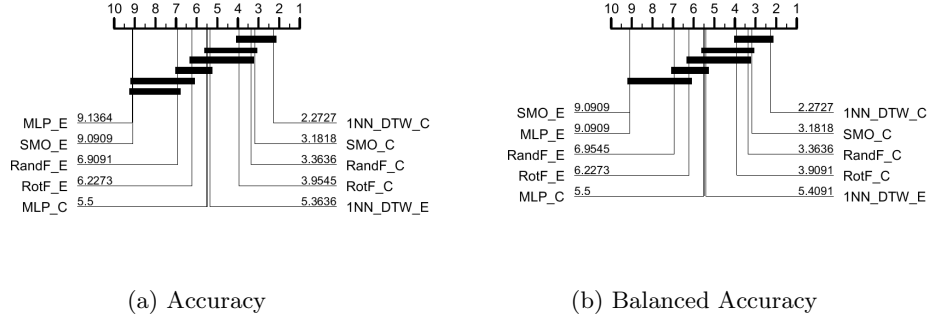 10 9 8 7 6 5 4 3 2 1
MLP_E 9.1364 2.2727 1NN_DTW_C
SMO_E 9.0909 3.1818 SMO_C
RandF_E 6.9091 3.3636 RandF_C
RotF_E 6.2273 3.9545 RotF_C
MLP_C 5.5 5.3636 1NN_DTW_E
(a) Accuracy
10 9 8 7 6 5 4 3 2 1
SMO_E 9.0909 2.2727 1NN_DTW_C
MLP_E 9.0909 3.1818 SMO_C
RandF_E 6.9545 3.3636 RandF_C
RotF_E 6.2273 3.9091 RotF_C
MLP_C 5.5 5.4091 1NN_DTW_E
(b) Balanced Accuracy